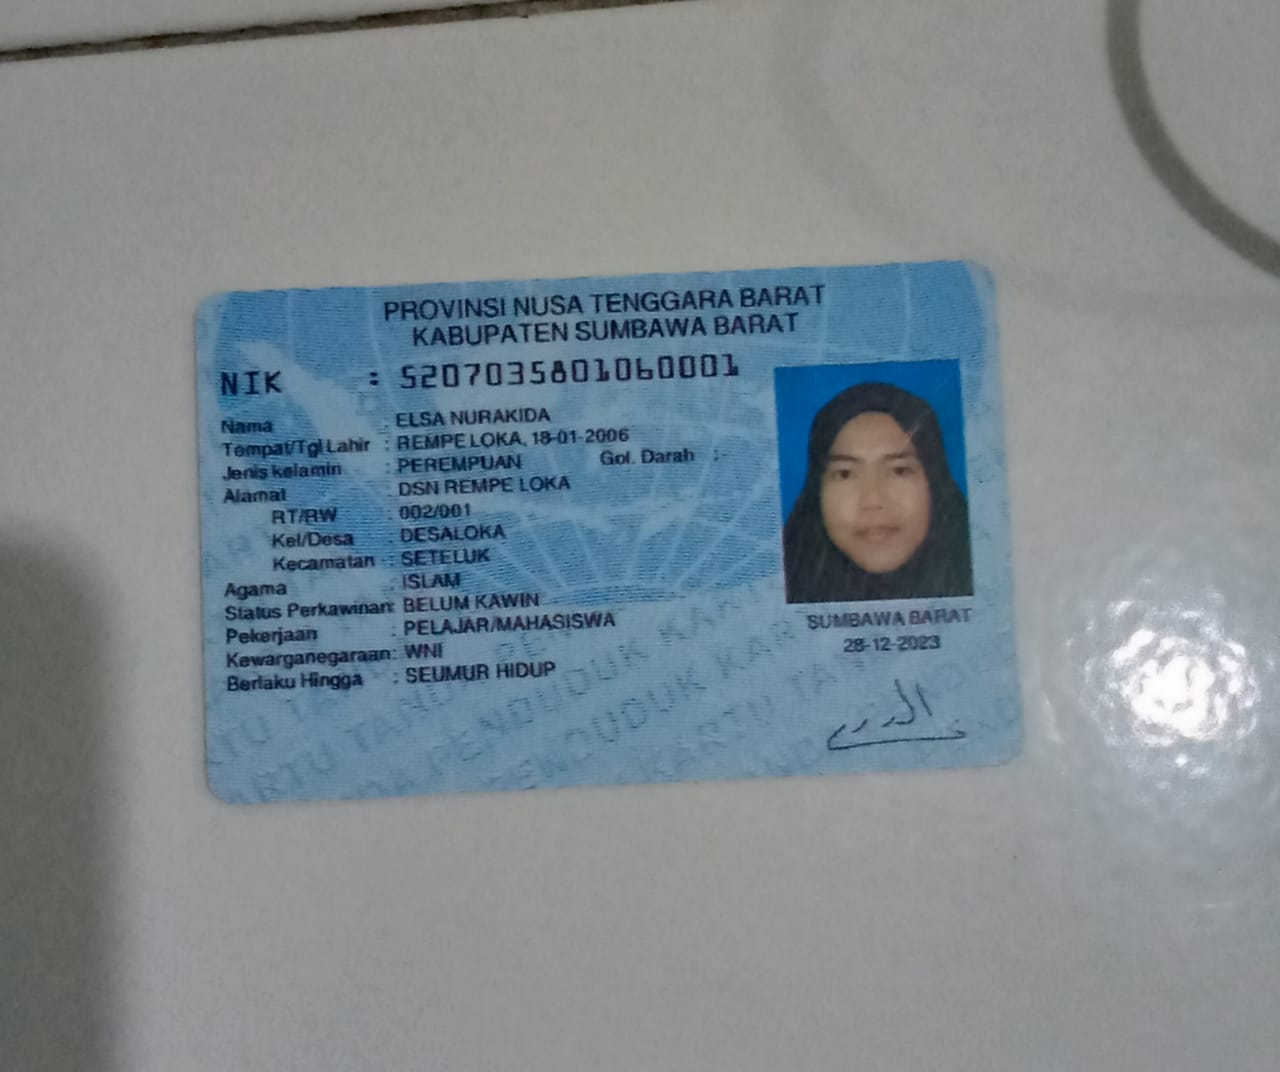 PROVINSI NUSA TENGGARA BARAT
KABUPATEN SUMBAWA BARAT
NIK : 5207035801060001
Nama : ELSA NURAKIDA
Tempat/Tgl Lahir : REMPE LOKA, 18-01-2006
Jenis kelamin : PEREMPUAN Gol. Darah :-
Alamat : DSN REMPE LOKA
RT/RW : 002/001
Kel/Desa : DESALOKA
Kecamatan : SETELUK
Agama : ISLAM
Status Perkawinan: BELUM KAWIN
Pekerjaan : PELAJAR/MAHASISWA
Kewarganegaraan: WNI
Berlaku Hingga : SEUMUR HIDUP
SUMBAWA BARAT
28-12-2023